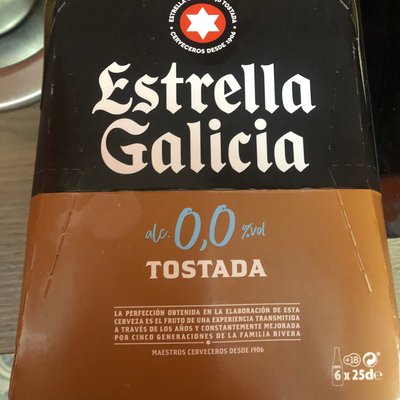 ESTRELLA
TOSTADA
CERVECEROS DESDE 1906
Estrella
Galicia
alc. 0,0 %vol
TOSTADA
LA PERFECCIÓN OBTENIDA EN LA ELABORACIÓN DE ESTA
CERVEZA ES EL FRUTO DE UNA EXPERIENCIA TRANSMITIDA
A TRAVÉS DE LOS AÑOS Y CONSTANTEMENTE MEJORADA
POR CINCO GENERACIONES DE LA FAMILIA RIVERA
MAESTROS CERVECEROS DESDE 1906
+18
6 x 25cl℮